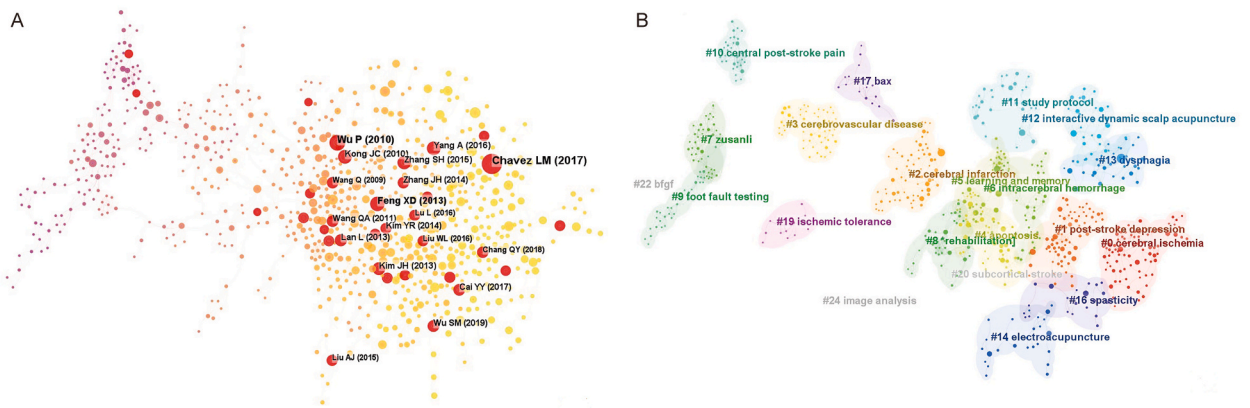 A
Wu P (2010)
Kong JC (2010)
Yang A (2016)
Zhang SH (2015)
Chavez LM (2017)
Wang Q (2009)
Zhang JH (2014)
Feng XD (2013)
Lu L (2016)
Wang QA (2011)
Kim YR (2014)
Lan L (2013)
Liu WL (2016)
Chang QY (2018)
Kim JH (2013)
Cai YY (2017)
Wu SM (2019)
Liu AJ (2015)
B
#10 central post-stroke pain
#17 bax
#11 study protocol
#12 interactive dynamic scalp acupuncture
#3 cerebrovascular disease
#7 zusanli
#13 dysphagia
#2 cerebral infarction
#5 learning and memory
#22 bfgf
#6 intracerebral hemorrhage
#9 foot fault testing
#19 ischemic tolerance
#1 post-stroke depression
#4 apoptosis
#8 "rehabilitation]
#0 cerebral ischemia
#20 subcortical stroke
#24 image analysis
#16 spasticity
#14 electroacupuncture